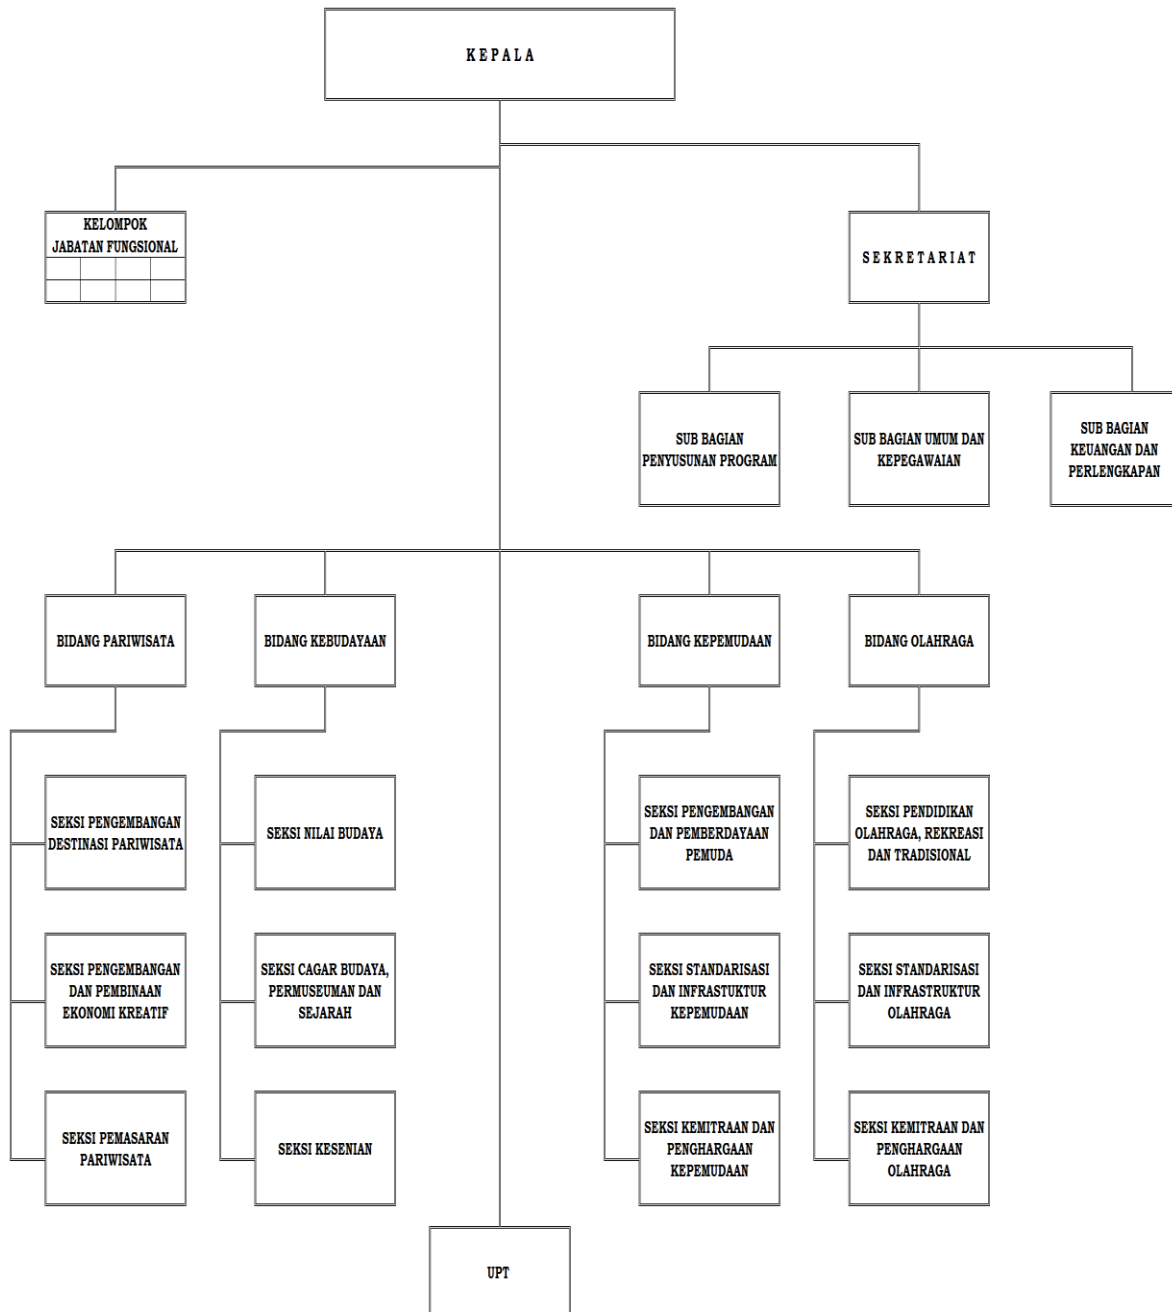 K E P A L A
KELOMPOK
JABATAN FUNGSIONAL
S E K R E T A R I A T
SUB BAGIAN
PENYUSUNAN PROGRAM
SUB BAGIAN UMUM DAN
KEPEGAWAIAN
SUB BAGIAN
KEUANGAN DAN
PERLENGKAPAN
BIDANG PARIWISATA
BIDANG KEBUDAYAAN
BIDANG KEPEMUDAAN
BIDANG OLAHRAGA
SEKSI PENGEMBANGAN
DESTINASI PARIWISATA
SEKSI NILAI BUDAYA
SEKSI PENGEMBANGAN
DAN PEMBERDAYAAN
PEMUDA
SEKSI PENDIDIKAN
OLAHRAGA, REKREASI
DAN TRADISIONAL
SEKSI PENGEMBANGAN
DAN PEMBINAAN
EKONOMI KREATIF
SEKSI CAGAR BUDAYA,
PERMUSEUMAN DAN
SEJARAH
SEKSI STANDARISASI
DAN INFRASTUKTUR
KEPEMUDAAN
SEKSI STANDARISASI
DAN INFRASTRUKTUR
OLAHRAGA
SEKSI PEMASARAN
PARIWISATA
SEKSI KESENIAN
SEKSI KEMITRAAN DAN
PENGHARGAAN
KEPEMUDAAN
SEKSI KEMITRAAN DAN
PENGHARGAAN
OLAHRAGA
UPT